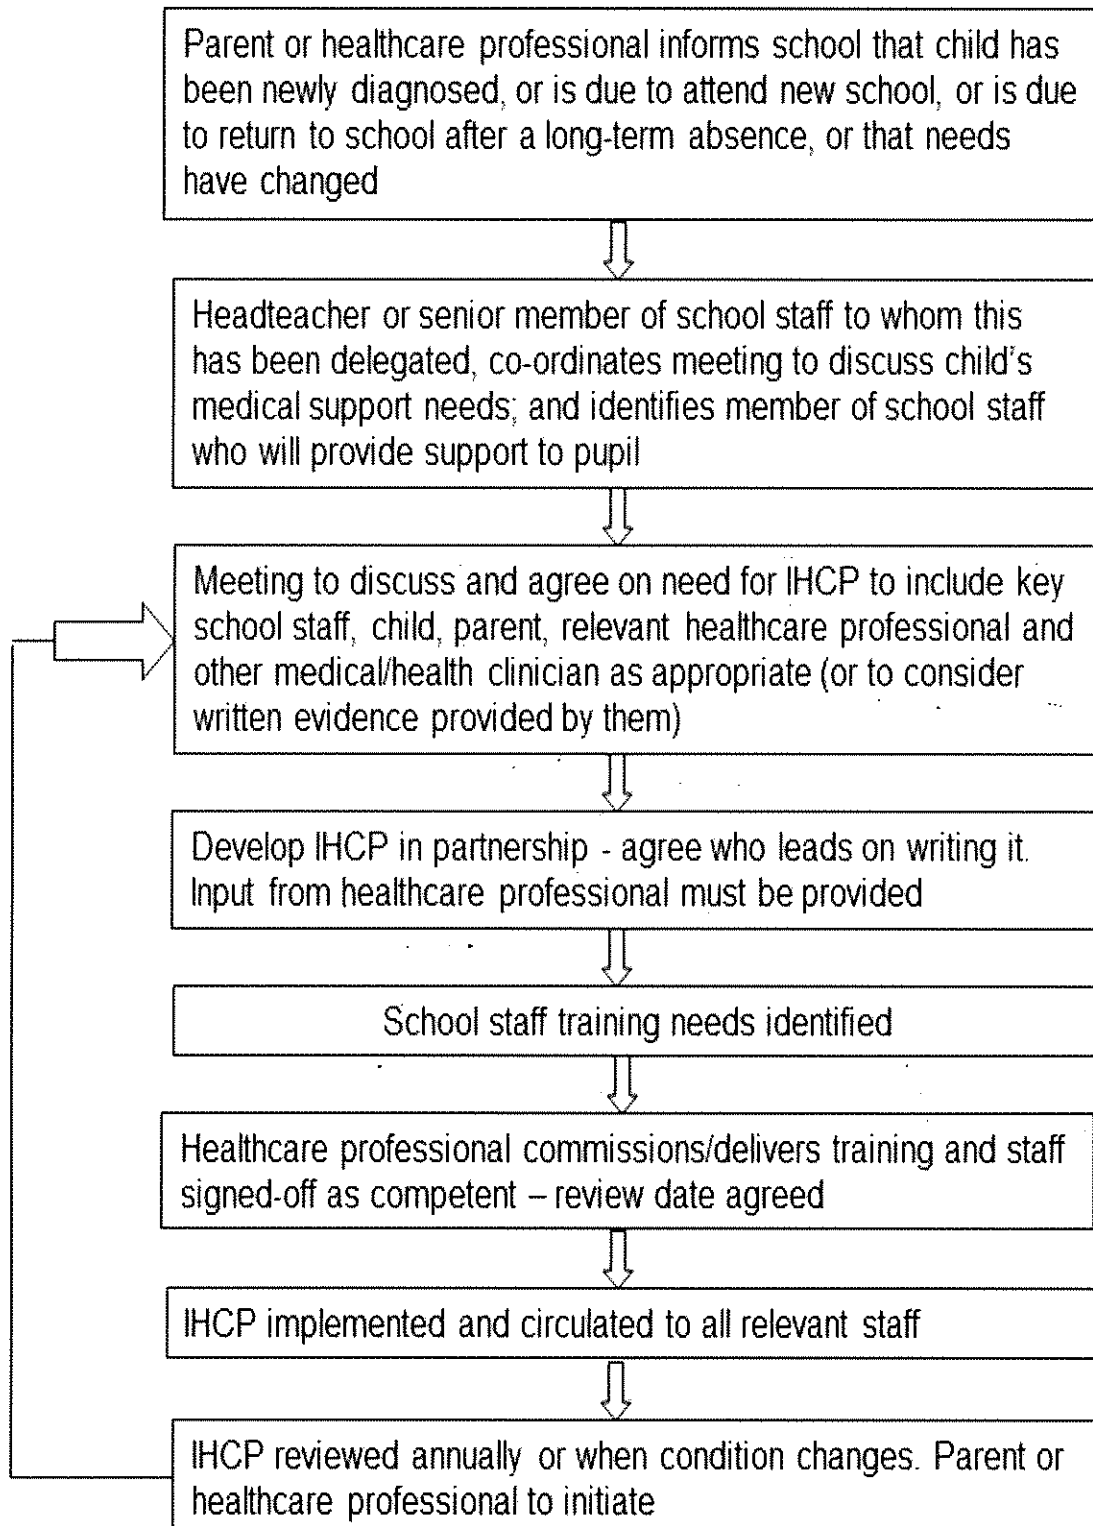 Parent or healthcare professional informs school that child has
been newly diagnosed, or is due to attend new school, or is due
to return to school after a long-term absence, or that needs
have changed
Headteacher or senior member of school staff to whom this
has been delegated, co-ordinates meeting to discuss child's
medical support needs; and identifies member of school staff
who will provide support to pupil
Meeting to discuss and agree on need for IHCP to include key
school staff, child, parent, relevant healthcare professional and
other medical/health clinician as appropriate (or to consider
written evidence provided by them)
Develop IHCP in partnership - agree who leads on writing it.
Input from healthcare professional must be provided
School staff training needs identified
Healthcare professional commissions/delivers training and staff
signed-off as competent – review date agreed
IHCP implemented and circulated to all relevant staff
IHCP reviewed annually or when condition changes. Parent or
healthcare professional to initiate